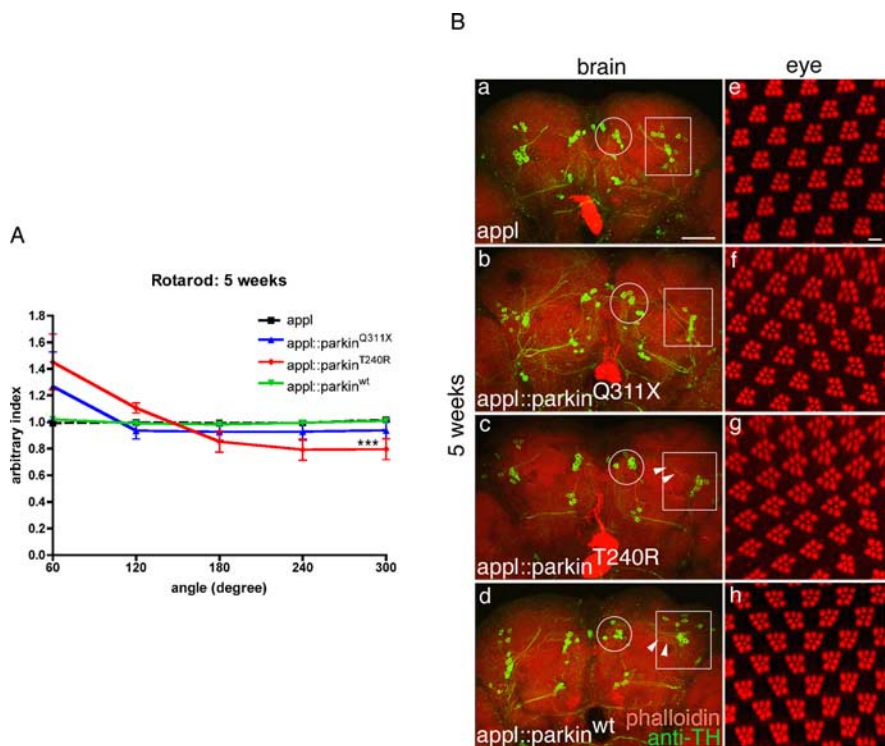 A
Rotarod: 5 weeks
appl
appl::parkinQ311X
appl::parkinT240R
appl::parkinwt
1.8
1.6
1.4
1.2
1.0
0.8
0.6
0.4
0.2
0.0
arbitrary index
***
60
120
180
240
300
angle (degree)
B
brain
eye
5 weeks
a
appl
e
b
appl::parkinQ311X
f
c
appl::parkinT240R
g
d
appl::parkinwt
phalloidin
anti-TH
h